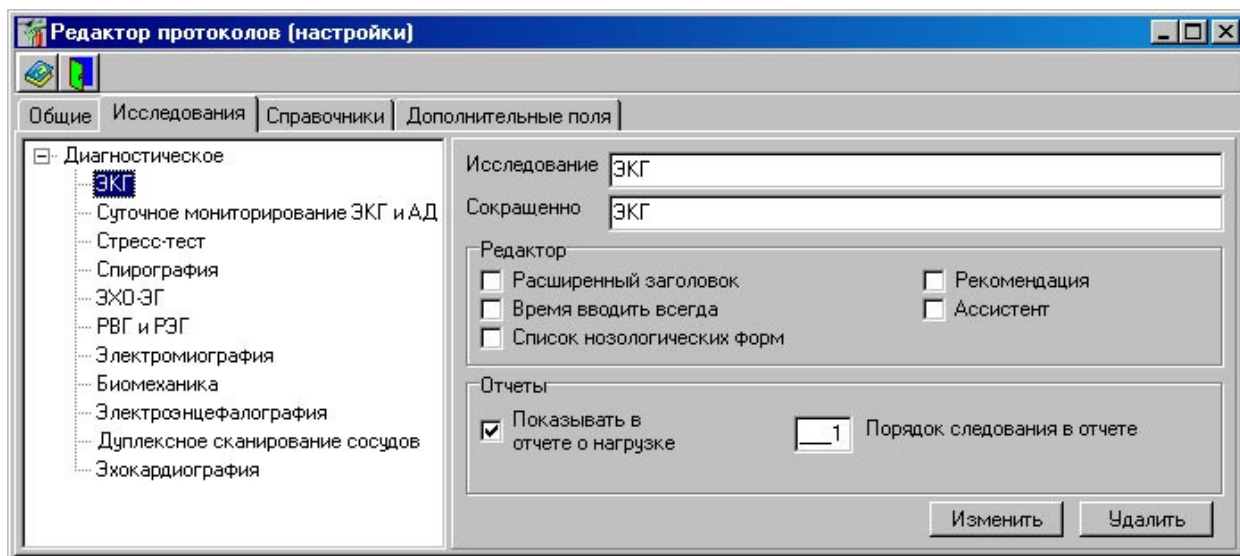 Редактор протоколов (настройки)
Общие Исследования Справочники Дополнительные поля
Диагностическое
ЭКГ
Суточное мониторирование ЭКГ и АД
Стресс-тест
Спирография
ЭХО-ЭГ
РВГ и РЭГ
Электромиография
Биомеханика
Электроэнцефалография
Дуплексное сканирование сосудов
Эхокардиография
Исследование ЭКГ
Сокращенно ЭКГ
Редактор
Расширенный заголовок Рекомендация
Время вводить всегда Ассистент
Список нозологических форм
Отчеты
Показывать в
отчете о нагрузке
___1 Порядок следования в отчете
Изменить Удалить